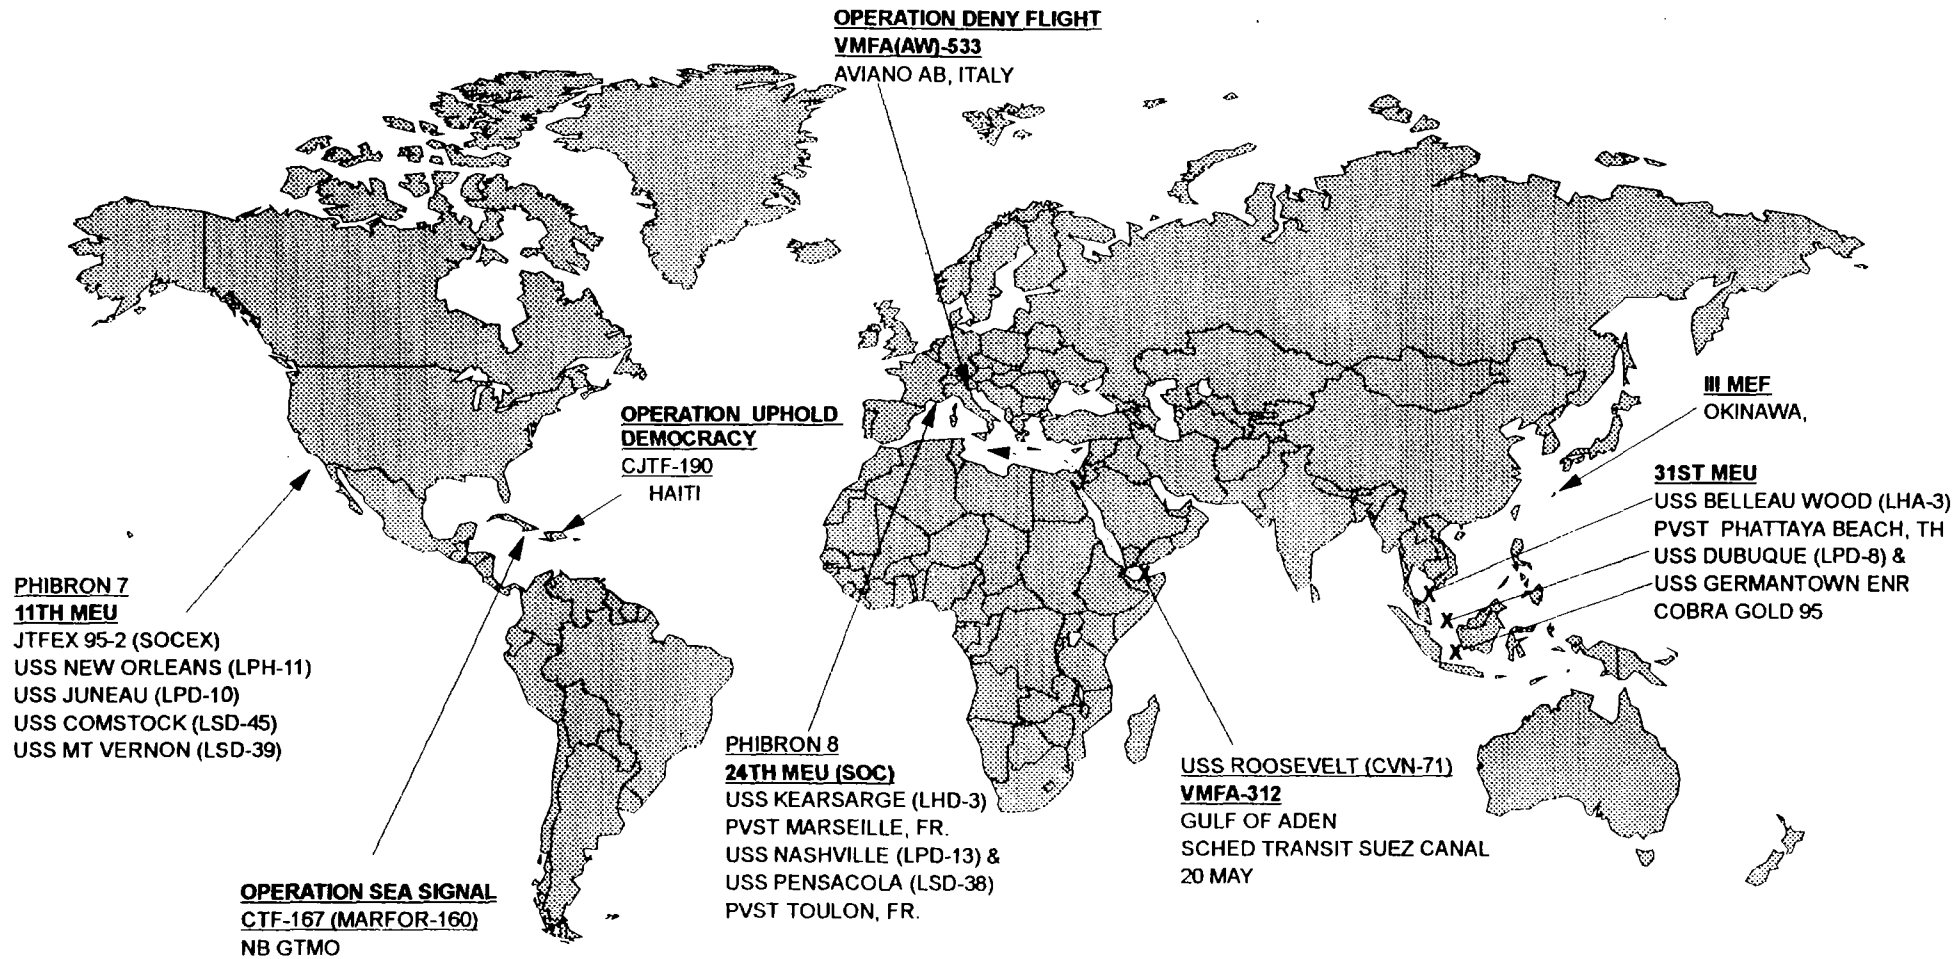 OPERATION DENY FLIGHT
VMFA(AW)-533
AVIANO AB, ITALY
OPERATION UPHOLD
DEMOCRACY
CJTF-190
HAITI
III MEF
OKINAWA,
31ST MEU
USS BELLEAU WOOD (LHA-3)
PVST PHATTAYA BEACH, TH
USS DUBUQUE (LPD-8) &
USS GERMANTOWN ENR
COBRA GOLD 95
X
X
X
X
PHIBRON 7
11TH MEU
JTFEX 95-2 (SOCEX)
USS NEW ORLEANS (LPH-11)
USS JUNEAU (LPD-10)
USS COMSTOCK (LSD-45)
USS MT VERNON (LSD-39)
PHIBRON 8
24TH MEU (SOC)
USS KEARSARGE (LHD-3)
PVST MARSEILLE, FR.
USS NASHVILLE (LPD-13) &
USS PENSACOLA (LSD-38)
PVST TOULON, FR.
USS ROOSEVELT (CVN-71)
VMFA-312
GULF OF ADEN
SCHED TRANSIT SUEZ CANAL
20 MAY
OPERATION SEA SIGNAL
CTF-167 (MARFOR-160)
NB GTMO